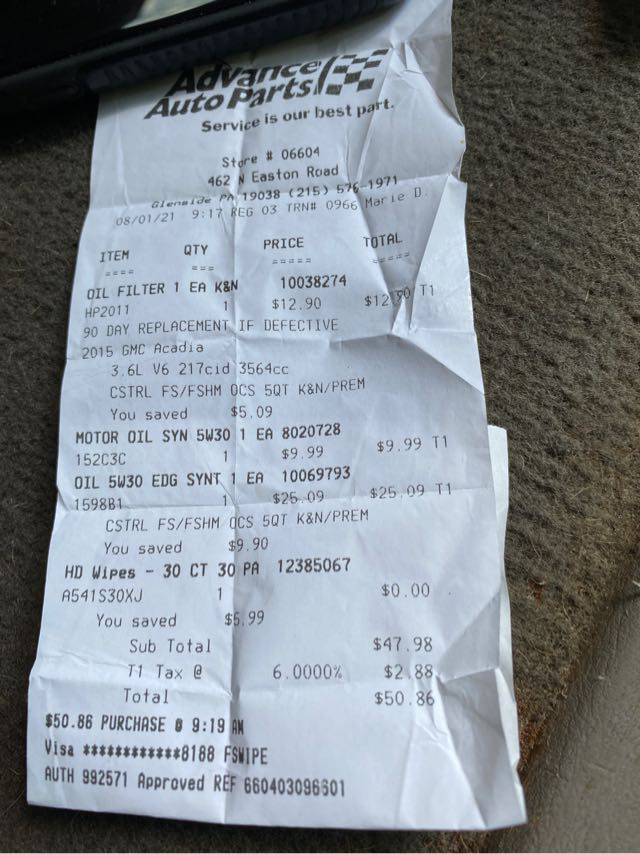 Advance
Auto Parts
Service is our best part.
Store # 06604
462 N Easton Road
Glenside PA 19038 (215) 576-1971
08/01/21 9:17 REG 03 TRN# 0966 Marie D.
ITEM QTY PRICE TOTAL
==== === ===== =====
OIL FILTER 1 EA K&N 10038274
HP2011 1 $12.90 $12.90 T1
90 DAY REPLACEMENT IF DEFECTIVE
2015 GMC Acadia
3.6L V6 217cid 3564cc
CSTRL FS/FSHM OCS 5QT K&N/PREM
You saved $5.09
MOTOR OIL SYN 5W30 1 EA 8020728
152C3C 1 $9.99 $9.99 T1
OIL 5W30 EDG SYNT 1 EA 10069793
1598B1 1 $25.09 $25.09 T1
CSTRL FS/FSHM OCS 5QT K&N/PREM
You saved $9.90
HD Wipes - 30 CT 30 PA 12385067
A541S30XJ 1 $0.00
You saved $6.99
Sub Total $47.98
T1 Tax @ 6.0000% $2.88
Total $50.86
$50.86 PURCHASE @ 9:19 AM
Visa ************8188 FSWIPE
AUTH 992571 Approved REF 660403096601